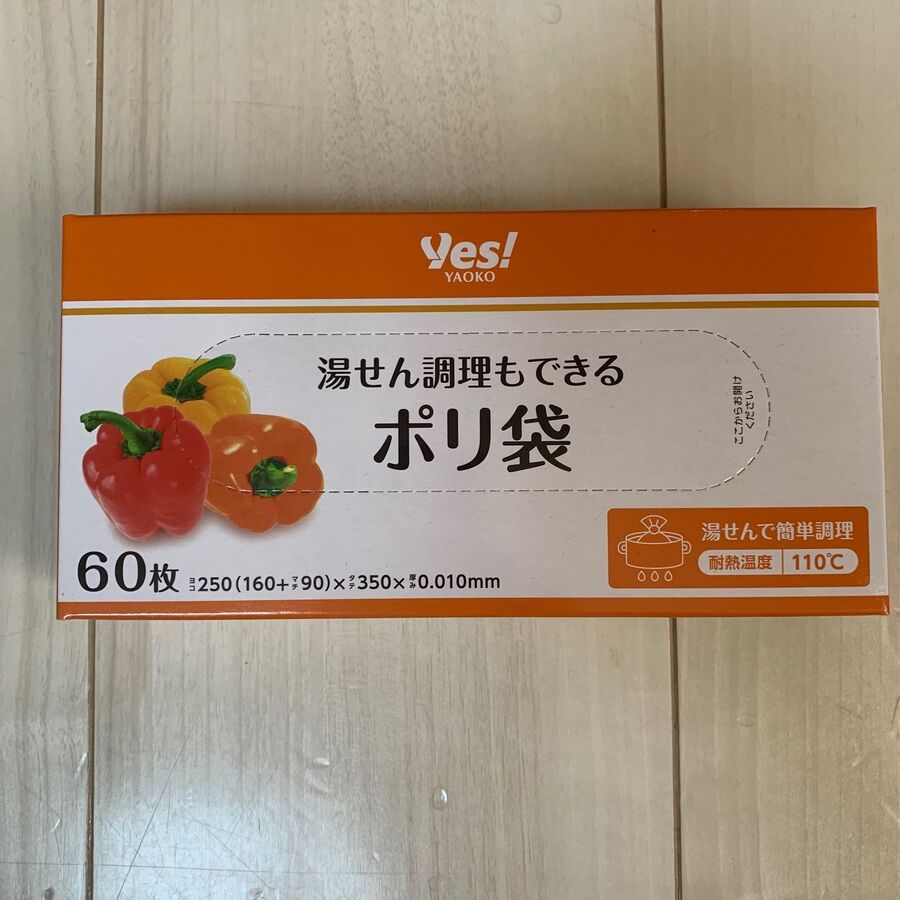 Yes!
YAOKO
湯せん調理もできる
ポリ袋
ここからお開け
ください
湯せんで簡単調理
耐熱温度 110℃
60枚 ヨコ250(160+マチ90)×タテ350×厚み0.010mm